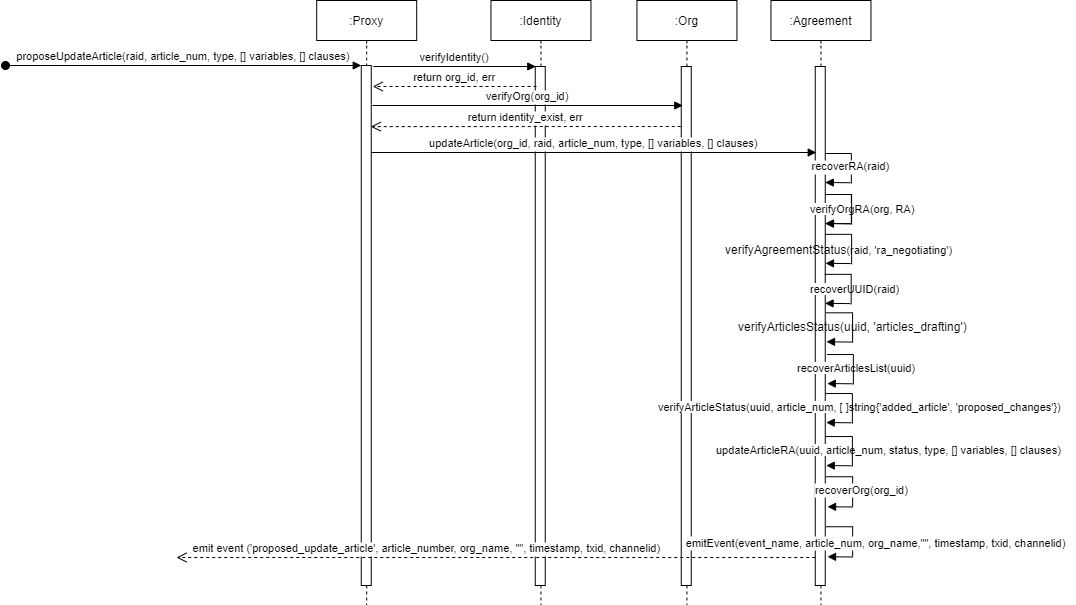 :Proxy
:Identity
:Org
:Agreement
proposeUpdateArticle(raid, article_num, type, [] variables, [] clauses)
verifyIdentity()
return org_id, err
verifyOrg(org_id)
return identity_exist, err
updateArticle(org_id, raid, article_num, type, [] variables, [] clauses)
recoverRA(raid)
verifyOrgRA(org, RA)
verifyAgreementStatus(raid, 'ra_negotiating')
recoverUUID(raid)
verifyArticlesStatus(uuid, 'articles_drafting')
recoverArticlesList(uuid)
verifyArticleStatus(uuid, article_num, [ ]string{'added_article', 'proposed_changes'})
updateArticleRA(uuid, article_num, status, type, [] variables, [] clauses)
recoverOrg(org_id)
emitEvent(event_name, article_num, org_name,"", timestamp, txid, channelid)
emit event ('proposed_update_article', article_number, org_name, "", timestamp, txid, channelid)